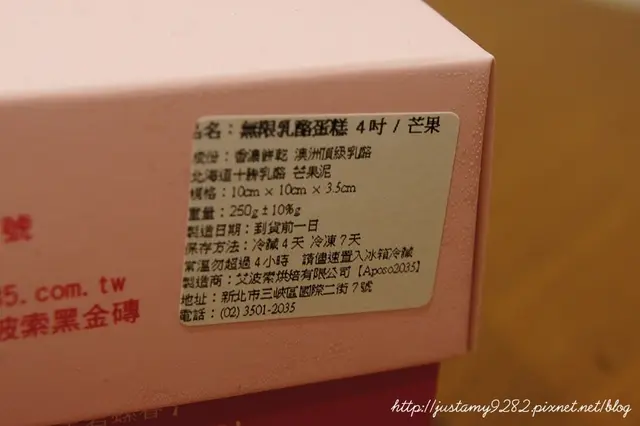 品名：無限乳酪蛋糕 4吋 / 芒果
成份：香濃餅乾 澳洲頂級乳酪
北海道十勝乳酪 芒果泥
規格：10cm × 10cm × 3.5cm
重量：250g±10%g
製造日期：到貨前一日
保存方法：冷藏4天 冷凍7天
常溫勿超過4小時 請儘速置入冰箱冷藏
製造商：艾波索烘焙有限公司【Aposo2035】
地址：新北市三峽區國際二街7號
電話：(02) 3501-2035
號
35.com.tw
波索黑金磚
http://justamy9282.pixnet.net/blog